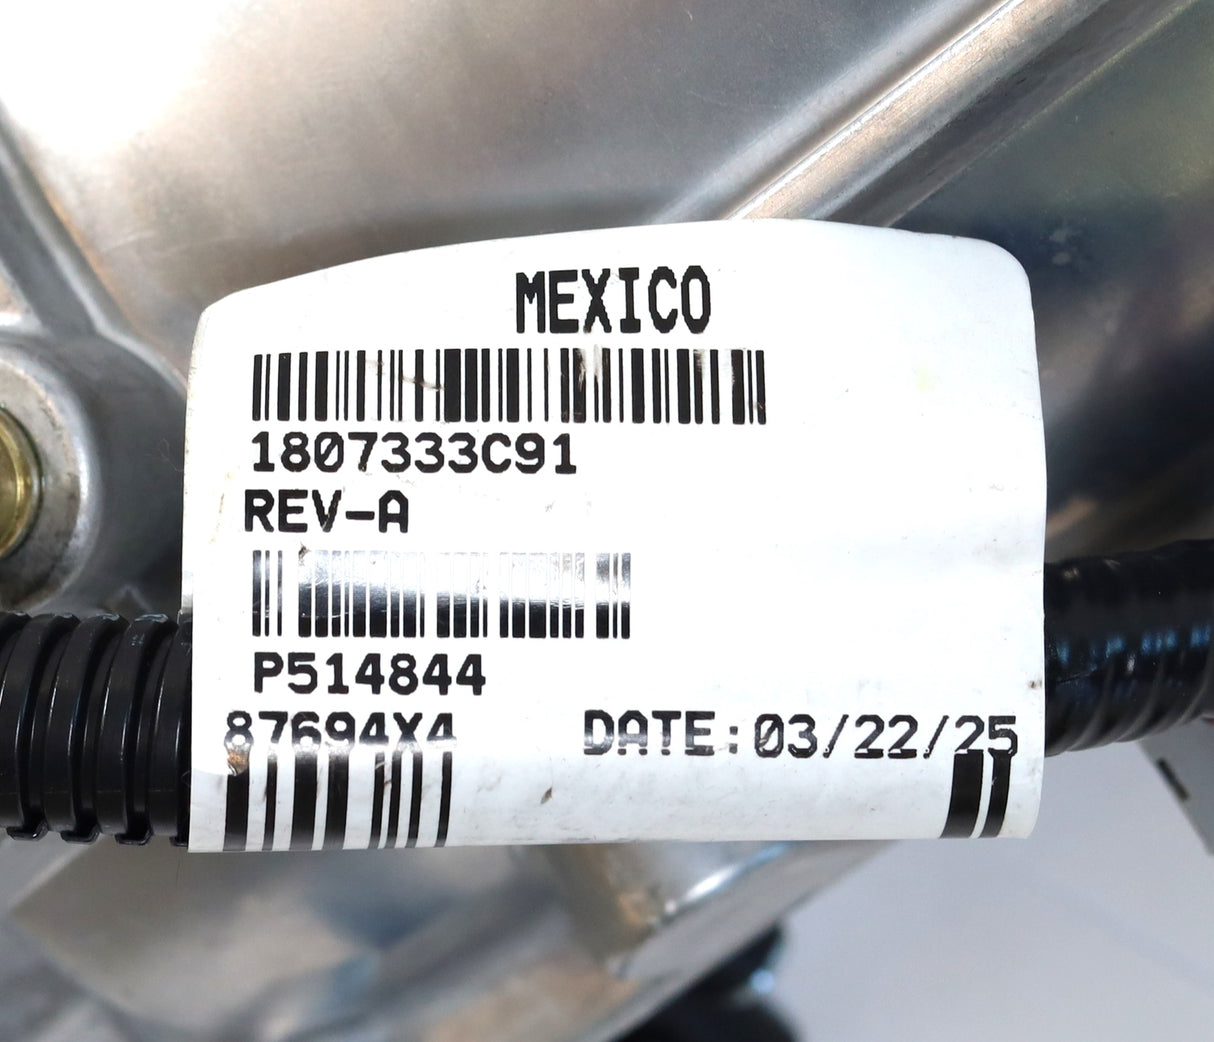 MEXICO
1807333C91
REV-A
P514844
87694X4 DATE:03/22/25